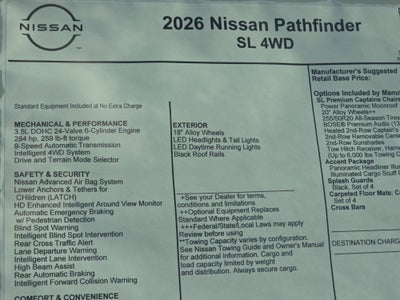 NISSAN
2026 Nissan Pathfinder
SL 4WD
Standard Equipment Included at No Extra Charge
MECHANICAL & PERFORMANCE
3.5L DOHC 24-Valve 6-Cylinder Engine
284 hp, 259 lb-ft torque
9-Speed Automatic Transmission
Intelligent 4WD System
Drive and Terrain Mode Selector
SAFETY & SECURITY
Nissan Advanced Air Bag System
Lower Anchors & Tethers for
CHildren (LATCH)
HD Enhanced Intelligent Around View Monitor
Automatic Emergency Braking
w/ Pedestrian Detection
Blind Spot Warning
Intelligent Blind Spot Intervention
Rear Cross Traffic Alert
Lane Departure Warning
Intelligent Lane Intervention
High Beam Assist
Rear Automatic Braking
Intelligent Forward Collision Warning
COMFORT & CONVENIENCE
EXTERIOR
18" Alloy Wheels
LED Headlights & Tail Lights
LED Daytime Running Lights
Black Roof Rails
+See your Dealer for terms,
conditions and limitations
++Optional Equipment Replaces
Standard Where Applicable
+++Federal/State/Local Laws may Apply
Review before using
**Towing Capacity varies by configuration.
See Nissan Towing Guide and Owner's Manual
for additional information. Cargo and
load capacity limited by weight
and distribution. Always secure cargo.
Manufacturer's Suggested
Retail Base Price:
Options Included by Manu
SL Premium Captains Chairs
Power Panoramic Moonroof
20" Alloy Wheels++
255/50R20 All-Season Tires
BOSE® Premium Audio (13
Heated 2nd-Row Captain's
2nd-Row Removable Center
2nd-Row Sunshades
Tow Hitch Receiver, Harne
(Up to 6,000 lbs Towing C
Accent Package
Panoramic Headliner Illum
Illuminated Cargo Scuff P
Splash Guards
Black, Set of 4
Carpeted Floor Mats
Set of 4
Cross Bars
DESTINATION CHARGE